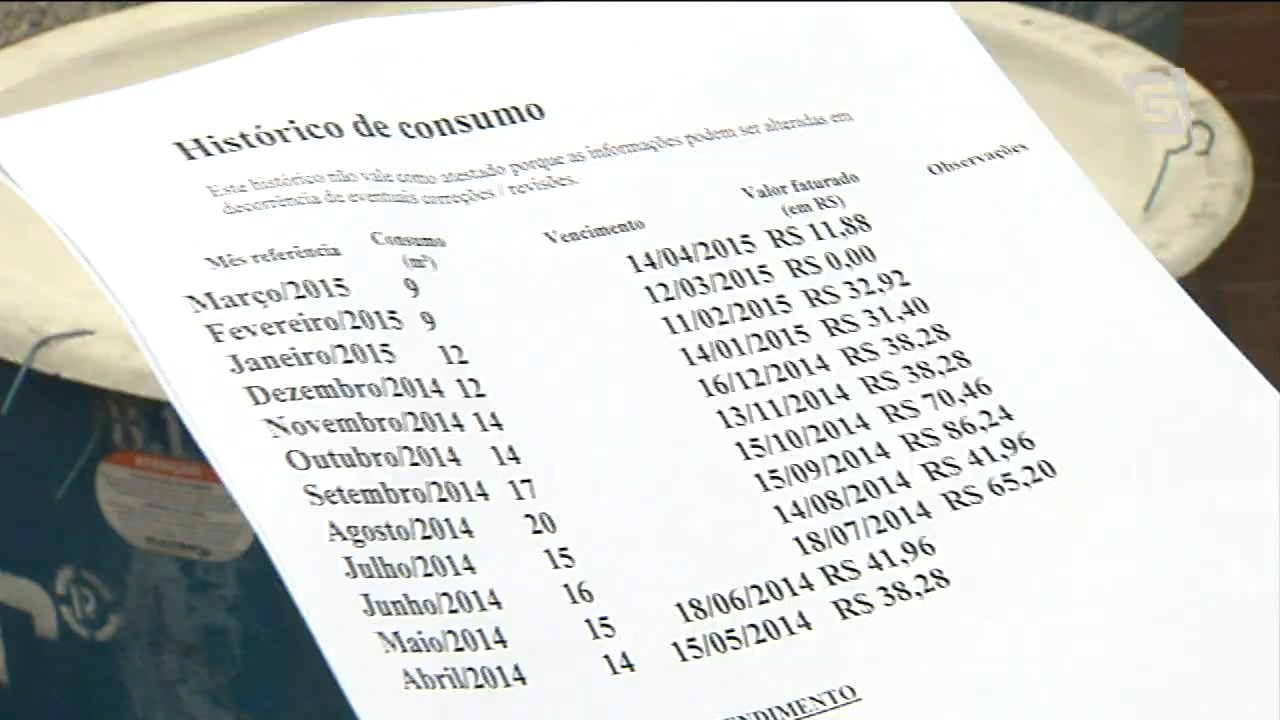 Histórico de consumo
Este histórico não vale como atestado porque as informações podem ser alteradas em
decorrência de eventuais correções / revisões.
Mês referência Consumo (m³) Vencimento Valor faturado (em R$) Observações
Março/2015 9 14/04/2015 R$ 11,88
Fevereiro/2015 9 12/03/2015 R$ 0,00
Janeiro/2015 12 11/02/2015 R$ 32,92
Dezembro/2014 12 14/01/2015 R$ 31,40
Novembro/2014 14 16/12/2014 R$ 38,28
Outubro/2014 14 13/11/2014 R$ 38,28
Setembro/2014 17 15/10/2014 R$ 70,46
Agosto/2014 20 15/09/2014 R$ 86,24
Julho/2014 15 14/08/2014 R$ 41,96
Junho/2014 16 18/07/2014 R$ 65,20
Maio/2014 15 18/06/2014 R$ 41,96
Abril/2014 14 15/05/2014 R$ 38,28
ENDIMENTO